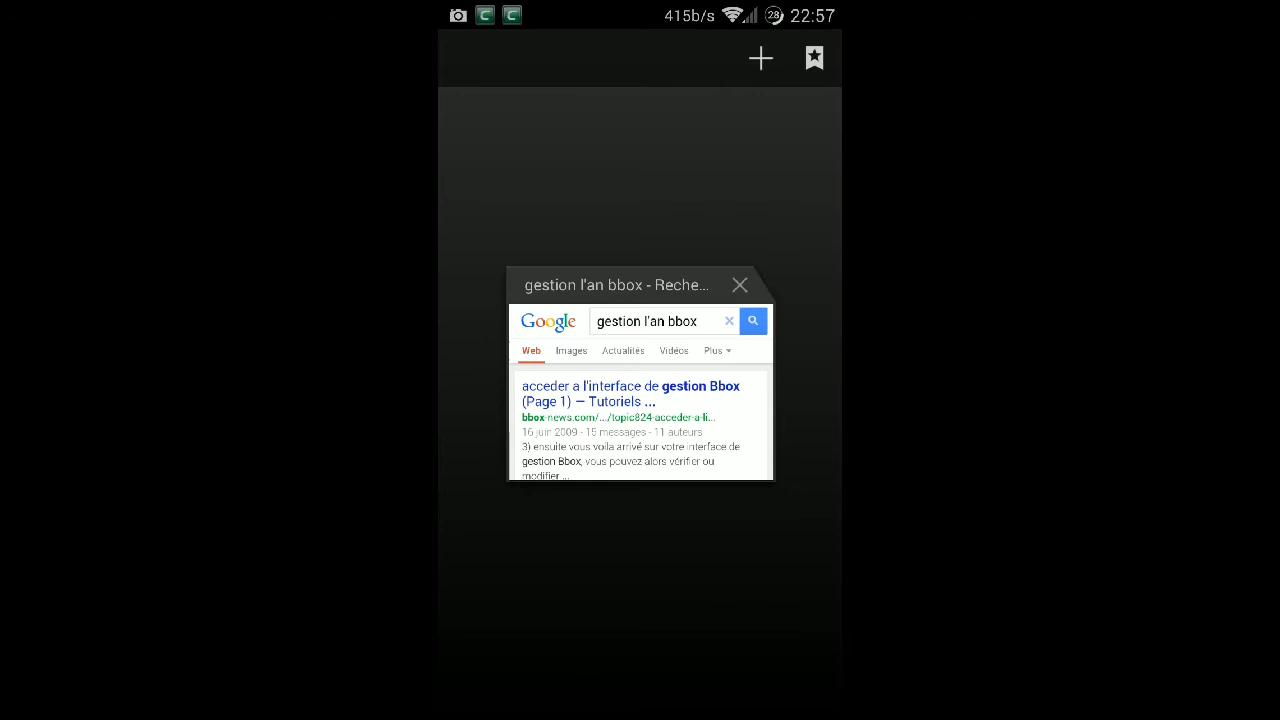 415b/s 28 22:57
gestion l'an bbox - Reche...
Google gestion l'an bbox
Web Images Actualités Vidéos Plus
acceder a l'interface de gestion Bbox
(Page 1) — Tutoriels ...
bbox-news.com/.../topic824-acceder-a-li...
16 juin 2009 - 15 messages - 11 auteurs
3) ensuite vous voila arrivé sur votre interface de
gestion Bbox, vous pouvez alors vérifier ou
modifier ...